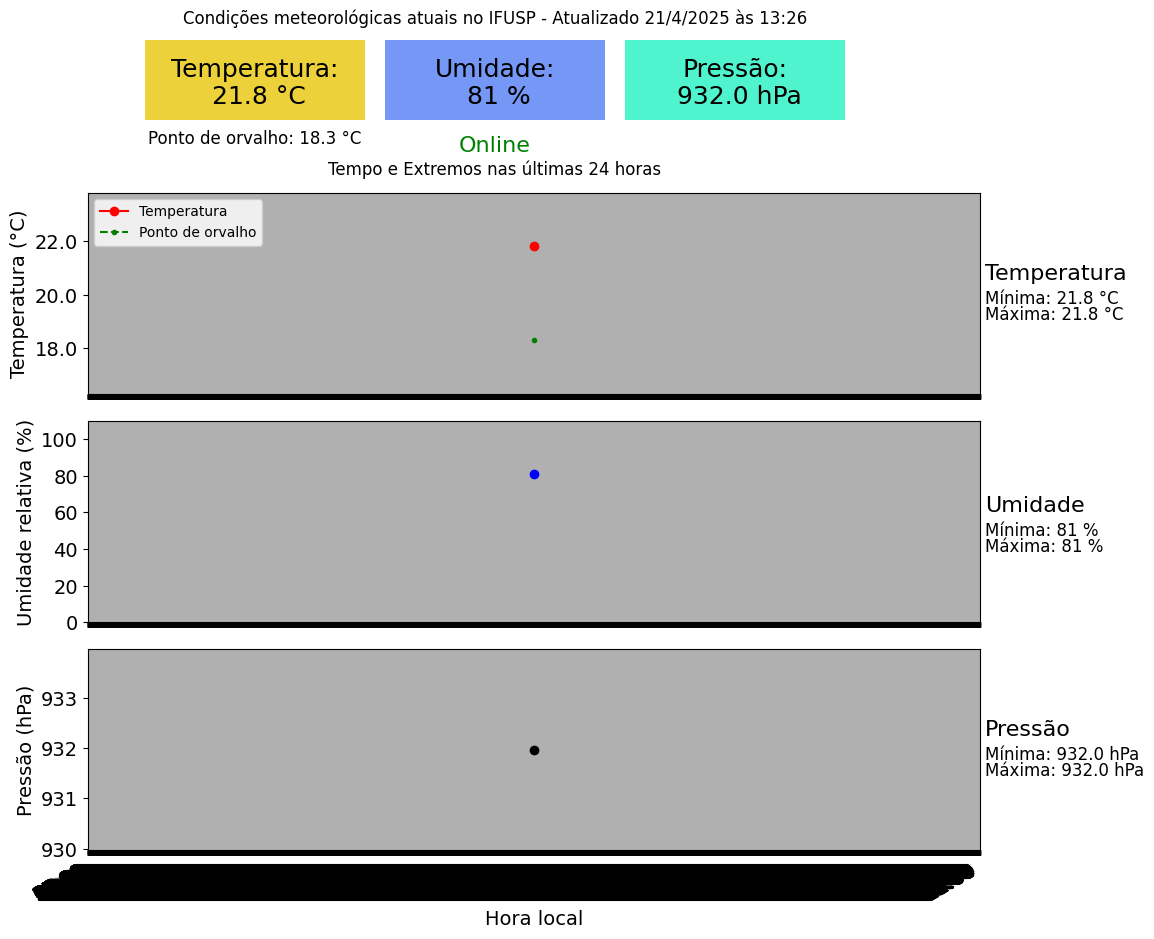 Condições meteorológicas atuais no IFUSP - Atualizado 21/4/2025 às 13:26
Temperatura:
21.8 °C
Umidade:
81 %
Pressão:
932.0 hPa
Ponto de orvalho: 18.3 °C
Online
Tempo e Extremos nas últimas 24 horas
Temperatura (°C)
22.0
20.0
18.0
Temperatura
Ponto de orvalho
Temperatura
Mínima: 21.8 °C
Máxima: 21.8 °C
Umidade relativa (%)
100
80
60
40
20
0
Umidade
Mínima: 81 %
Máxima: 81 %
Pressão (hPa)
933
932
931
930
Pressão
Mínima: 932.0 hPa
Máxima: 932.0 hPa
Hora local